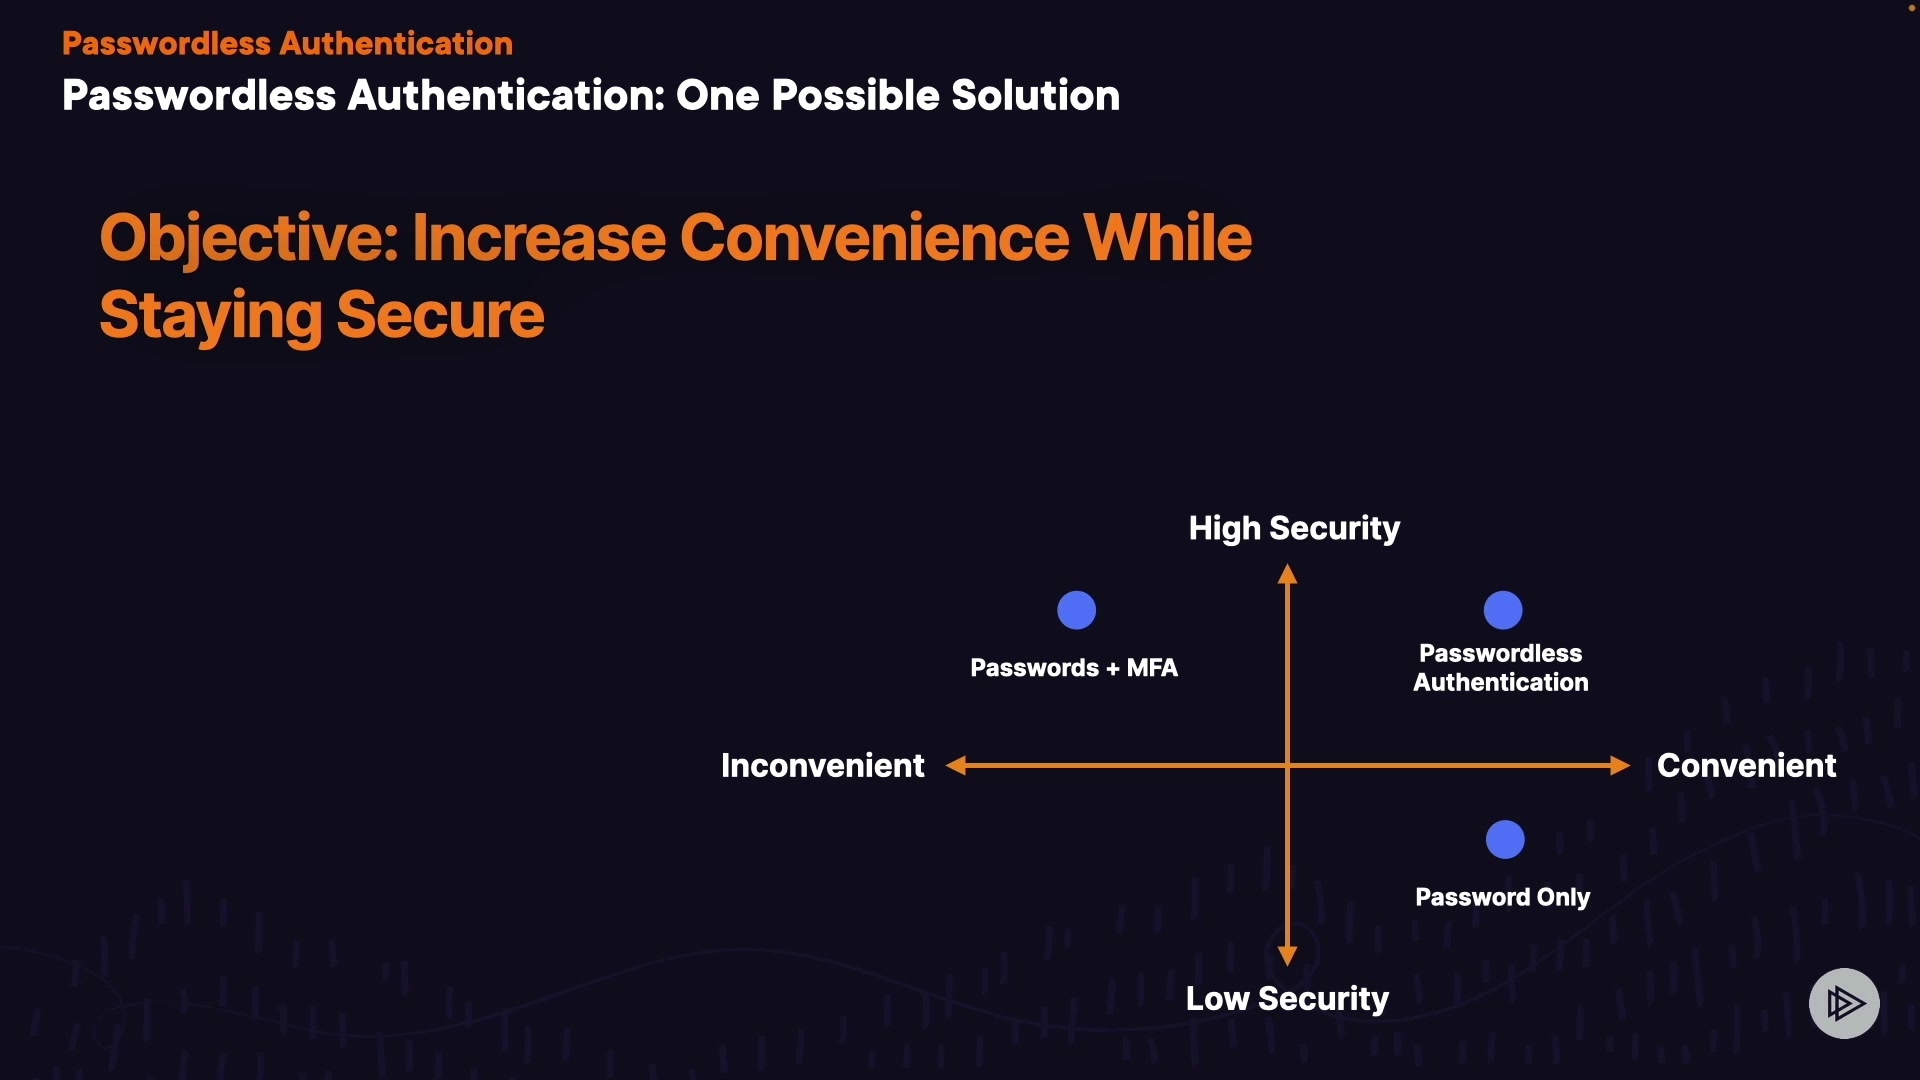 Passwordless Authentication
Passwordless Authentication: One Possible Solution
Objective: Increase Convenience While
Staying Secure
High Security
Passwords + MFA
Passwordless
Authentication
Inconvenient
Convenient
Password Only
Low Security